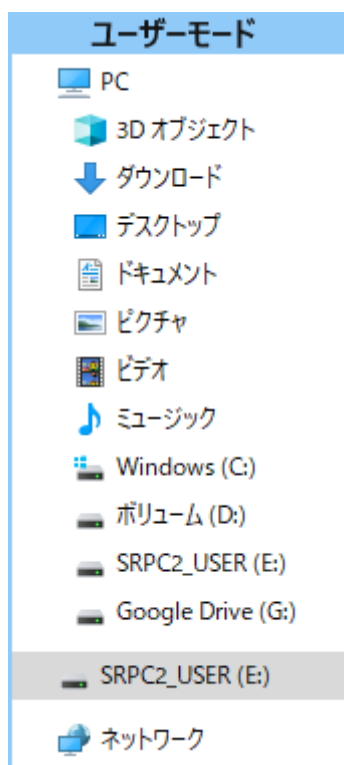 ユーザーモード
PC
3D オブジェクト
ダウンロード
デスクトップ
ドキュメント
ピクチャ
ビデオ
ミュージック
Windows (C:)
ボリューム (D:)
SRPC2_USER (E:)
Google Drive (G:)
SRPC2_USER (E:)
ネットワーク